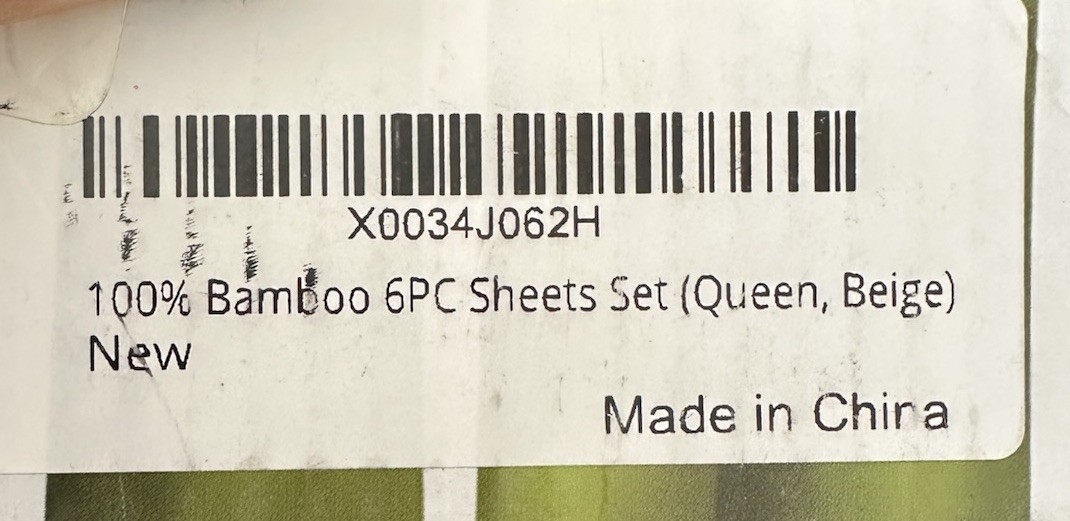 X0034J062H
100% Bamboo 6PC Sheets Set (Queen, Beige)
New
Made in China